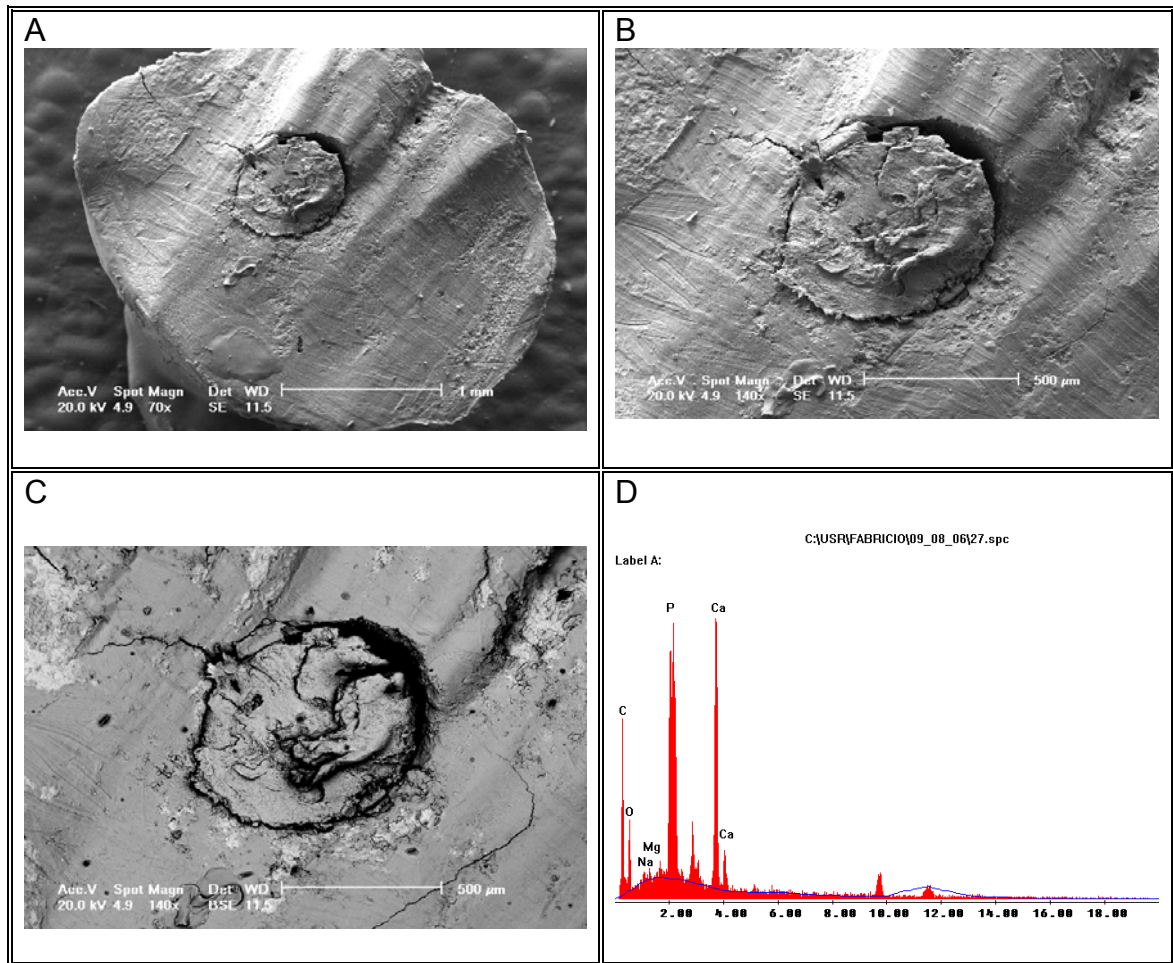 A
Acc.V Spot Magn Det WD 1 mm
20.0 kV 4.9 70x SE 11.5
B
Acc.V Spot Magn Det WD 500 µm
20.0 kV 4.9 140x SE 11.5
C
Acc.V Spot Magn Det WD 500 µm
20.0 kV 4.9 140x BSE 11.5
D
C:\USR\FABRICIO\09_08_06\27.spc
Label A:
P Ca
C
O
Ca
Mg
Na
2.00 4.00 6.00 8.00 10.00 12.00 14.00 16.00 18.00